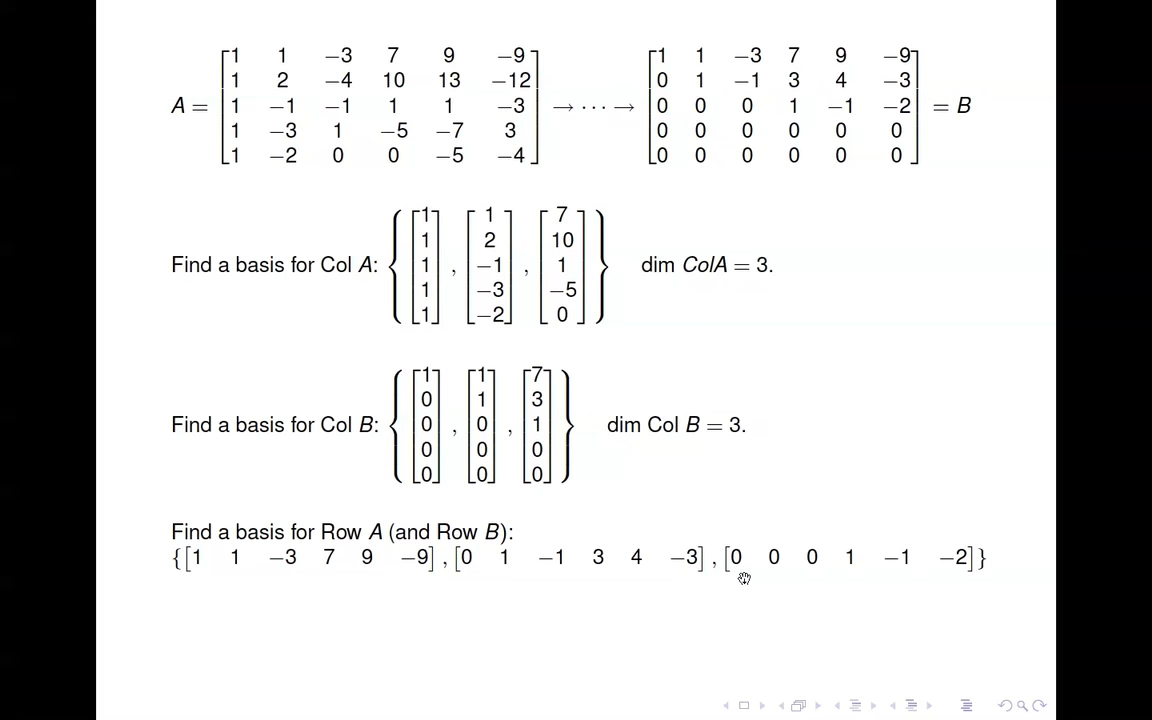 1 1 −3 7 9 −9 1 1 −3 7 9 −9
1 2 −4 10 13 −12 0 1 −1 3 4 −3
A = 1 −1 −1 1 1 −3 → ⋯ → 0 0 0 1 −1 −2 = B
1 −3 1 −5 −7 3 0 0 0 0 0 0
1 −2 0 0 −5 −4 0 0 0 0 0 0
1 1 7
1 2 10
Find a basis for Col A: { 1 , −1 , 1 } dim ColA = 3.
1 −3 −5
1 −2 0
1 1 7
0 1 3
Find a basis for Col B: { 0 , 0 , 1 } dim Col B = 3.
0 0 0
0 0 0
Find a basis for Row A (and Row B):
{[1 1 −3 7 9 −9] , [0 1 −1 3 4 −3] , [0 0 0 1 −1 −2]}